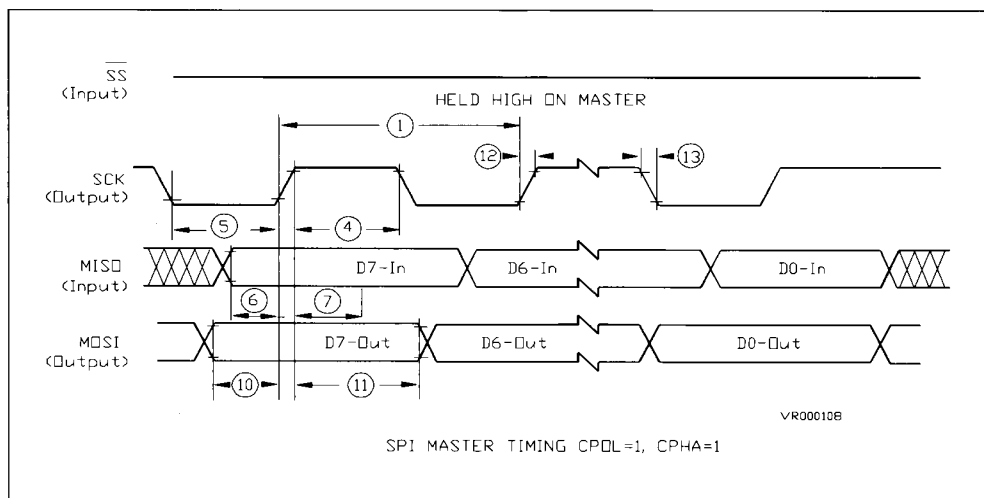 SS
(Input)
HELD HIGH ON MASTER
1
12
13
SCK
(Output)
5
4
MISO
(Input)
D7-In
D6-In
D0-In
6
7
MOSI
(Output)
D7-Out
D6-Out
D0-Out
10
11
VR000108
SPI MASTER TIMING CPOL=1, CPHA=1